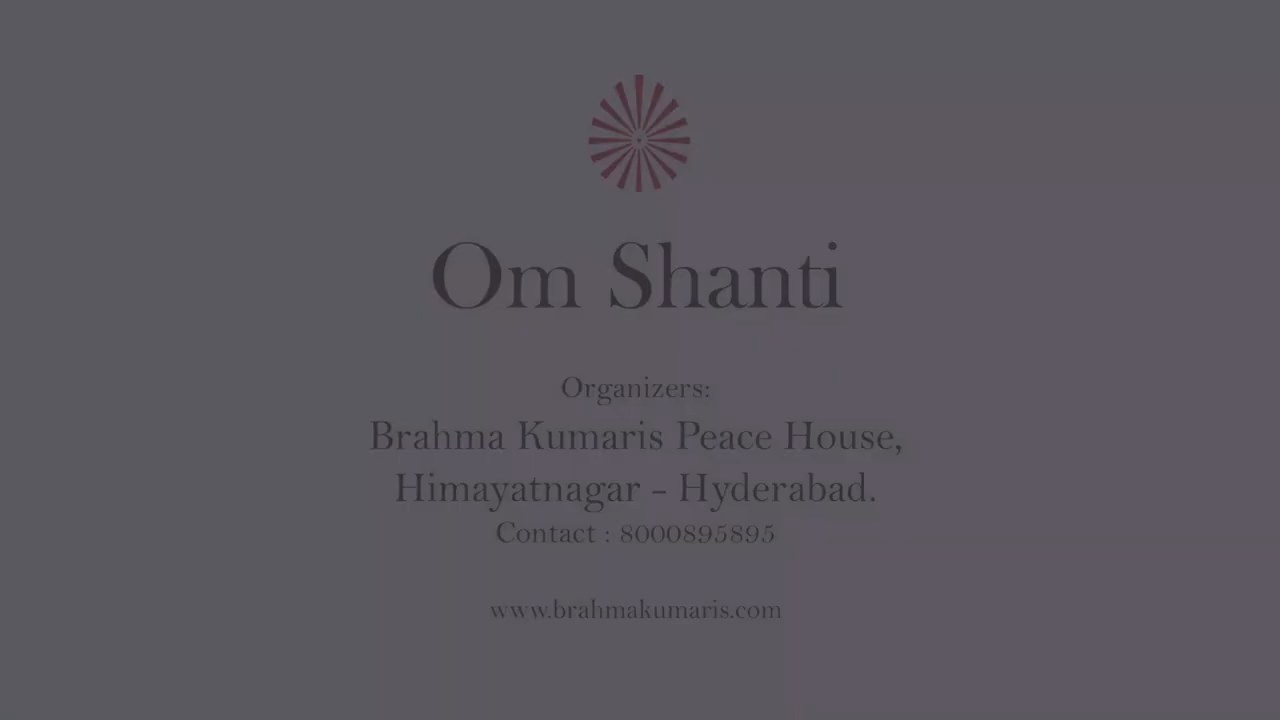 Om Shanti
Organizers:
Brahma Kumaris Peace House,
Himayatnagar - Hyderabad.
Contact : 8000895895
www.brahmakumaris.com